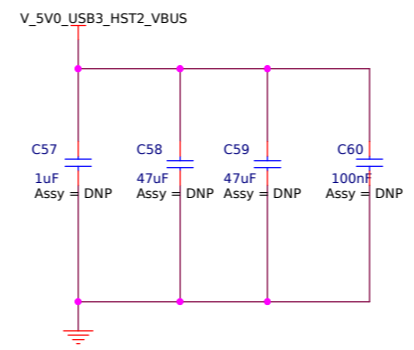 V_5V0_USB3_HST2_VBUS
C57
1uF
Assy = DNP
C58
47uF
Assy = DNP
C59
47uF
Assy = DNP
C60
100nF
Assy = DNP